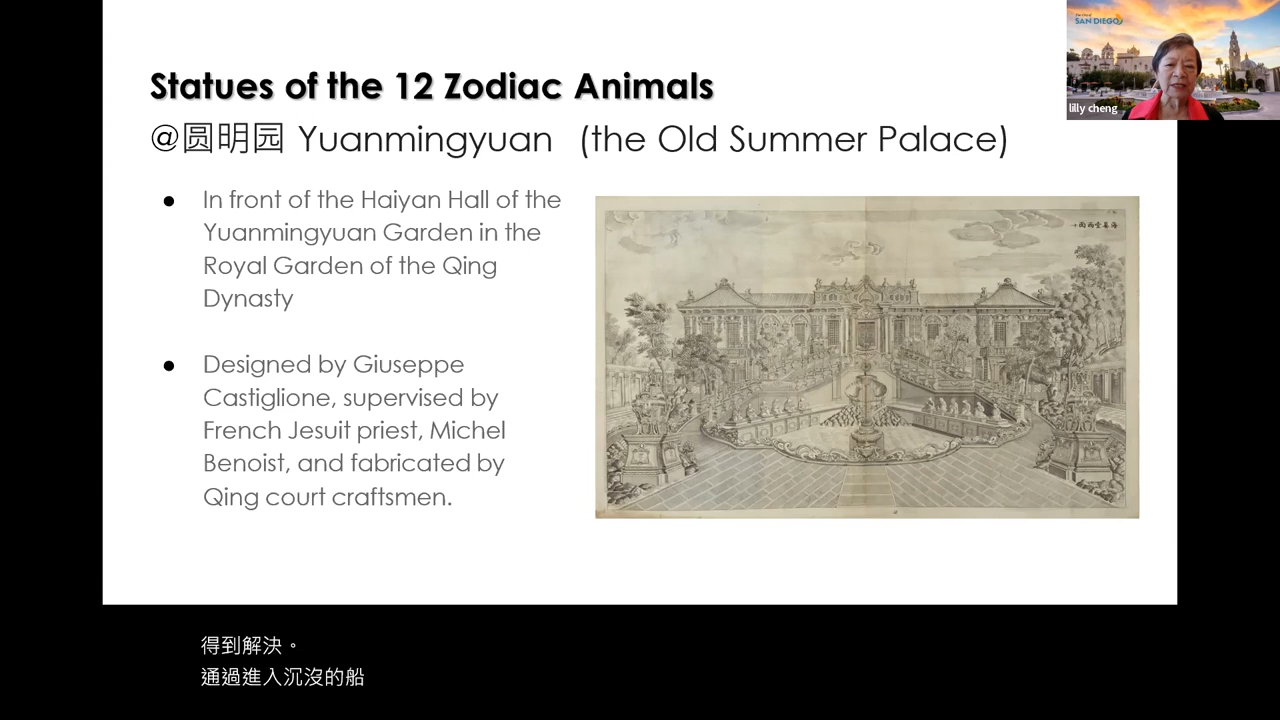 Statues of the 12 Zodiac Animals
@圆明园 Yuanmingyuan (the Old Summer Palace)
● In front of the Haiyan Hall of the
Yuanmingyuan Garden in the
Royal Garden of the Qing
Dynasty
● Designed by Giuseppe
Castiglione, supervised by
French Jesuit priest, Michel
Benoist, and fabricated by
Qing court craftsmen.
SAN DIEGO
lilly cheng
得到解決。
通過進入沉沒的船